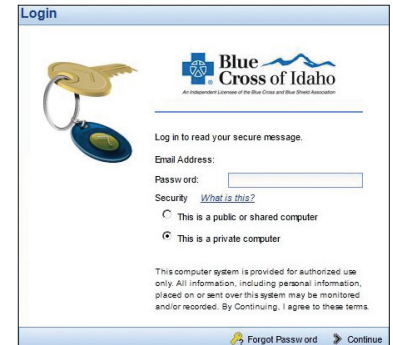 Login
Blue
Cross of Idaho
An Independent Licensee of the Blue Cross and Blue Shield Association
Log in to read your secure message.
Email Address:
Password:
Security What is this?
This is a public or shared computer
This is a private computer
This computer system is provided for authorized use
only. All information, including personal information,
placed on or sent over this system may be monitored
and/or recorded. By Continuing, I agree to these terms.
Forgot Password Continue